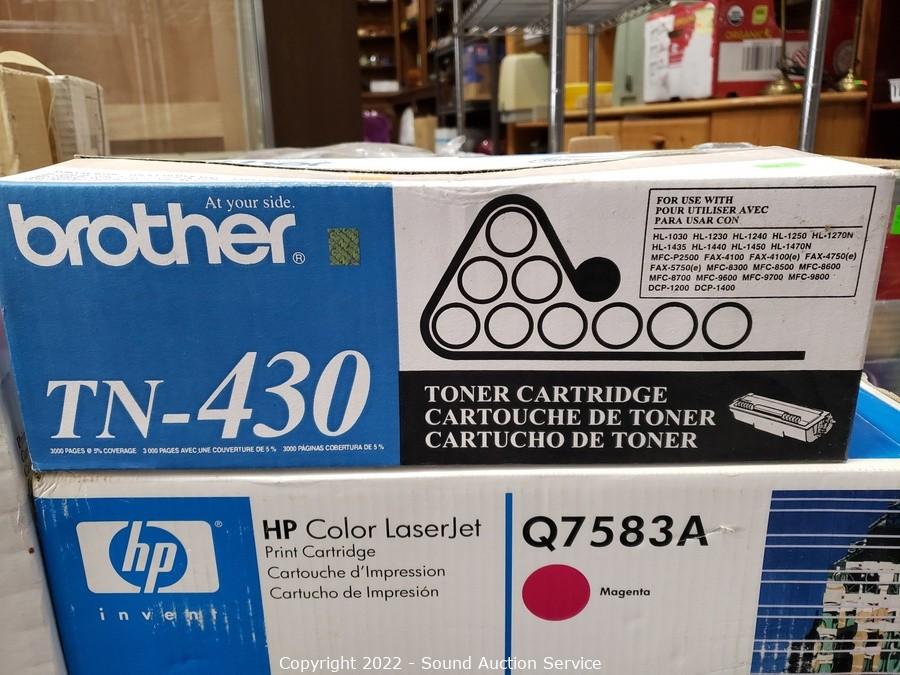 ORGANIC
At your side.
brother®
FOR USE WITH
POUR UTILISER AVEC
PARA USAR CON
HL-1030 HL-1230 HL-1240 HL-1250 HL-1270N
HL-1435 HL-1440 HL-1450 HL-1470N
MFC-P2500 FAX-4100 FAX-4100(e) FAX-4750(e)
FAX-5750(e) MFC-8300 MFC-8500 MFC-8600
MFC-8700 MFC-9600 MFC-9700 MFC-9800
DCP-1200 DCP-1400
TN-430
3000 PAGES @ 5% COVERAGE 3 000 PAGES AVEC UNE COUVERTURE DE 5 % 3000 PÁGINAS COBERTURA DE 5 %
TONER CARTRIDGE
CARTOUCHE DE TONER
CARTUCHO DE TONER
hp®
invent
HP Color LaserJet
Print Cartridge
Cartouche d'Impression
Cartucho de Impresión
Q7583A
Magenta
Copyright 2022 - Sound Auction Service